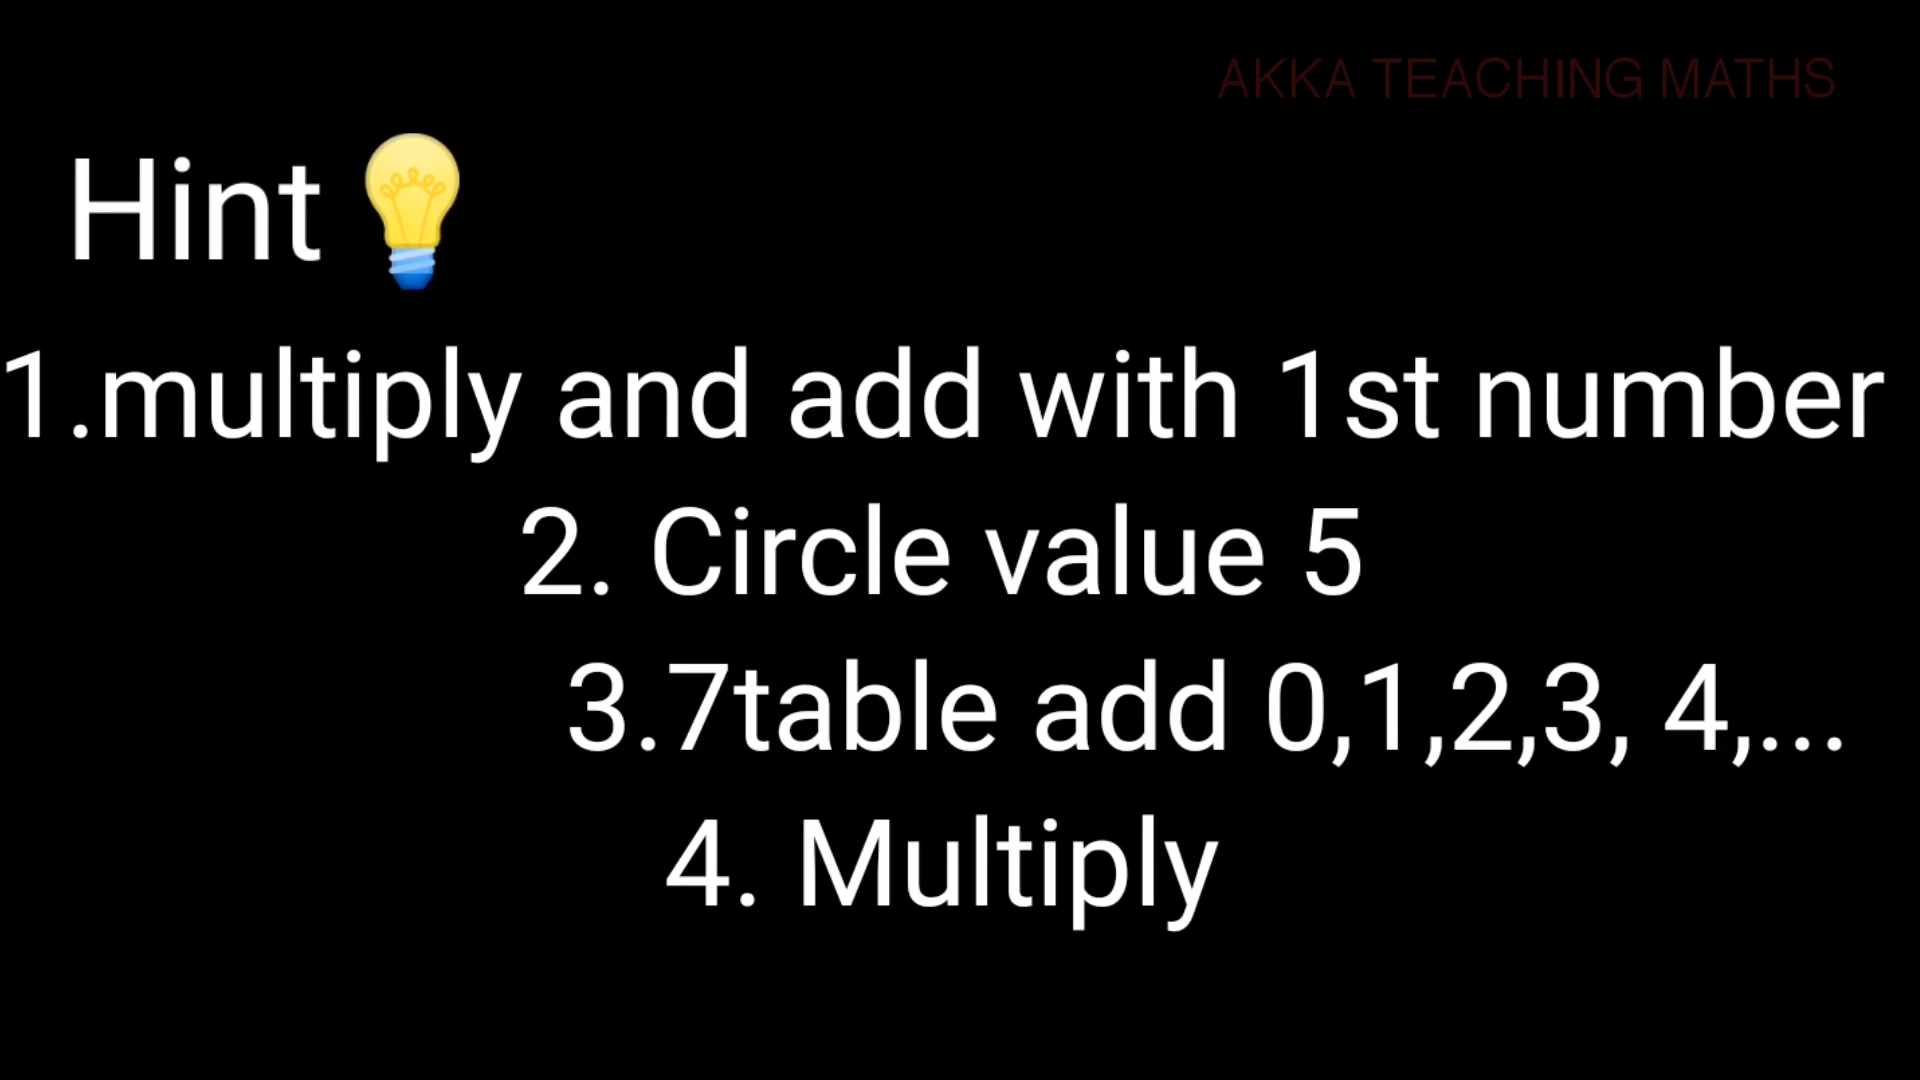 AKKA TEACHING MATHS
Hint 💡
1.multiply and add with 1st number
2. Circle value 5
3.7table add 0,1,2,3, 4,...
4. Multiply